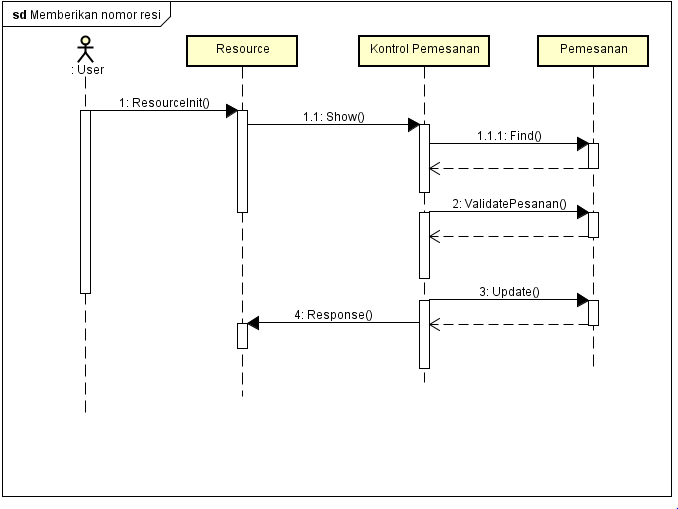 sd Memberikan nomor resi
: User
Resource
Kontrol Pemesanan
Pemesanan
1: ResourceInit()
1.1: Show()
1.1.1: Find()
2: ValidatePesanan()
3: Update()
4: Response()